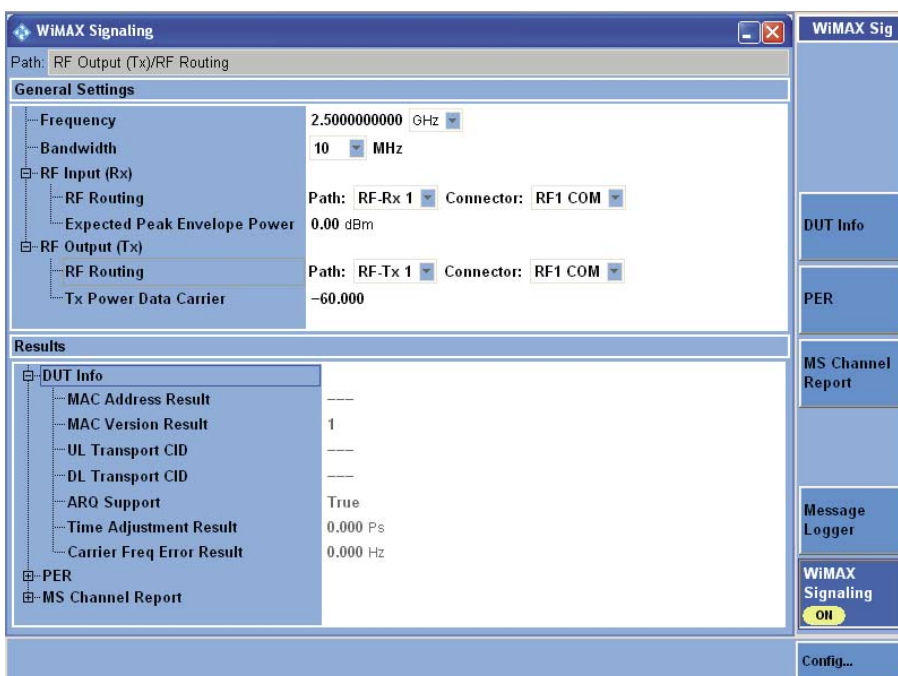 WiMAX Signaling
WiMAX Sig
Path: RF Output (Tx)/RF Routing
General Settings
Frequency 2.5000000000 GHz
Bandwidth 10 MHz
RF Input (Rx)
RF Routing Path: RF-Rx 1 Connector: RF1 COM
Expected Peak Envelope Power 0.00 dBm
RF Output (Tx)
RF Routing Path: RF-Tx 1 Connector: RF1 COM
Tx Power Data Carrier −60.000
Results
DUT Info
MAC Address Result ---
MAC Version Result 1
UL Transport CID ---
DL Transport CID ---
ARQ Support True
Time Adjustment Result 0.000 Ps
Carrier Freq Error Result 0.000 Hz
PER
MS Channel Report
DUT Info
PER
MS Channel
Report
Message
Logger
WiMAX
Signaling
ON
Config...